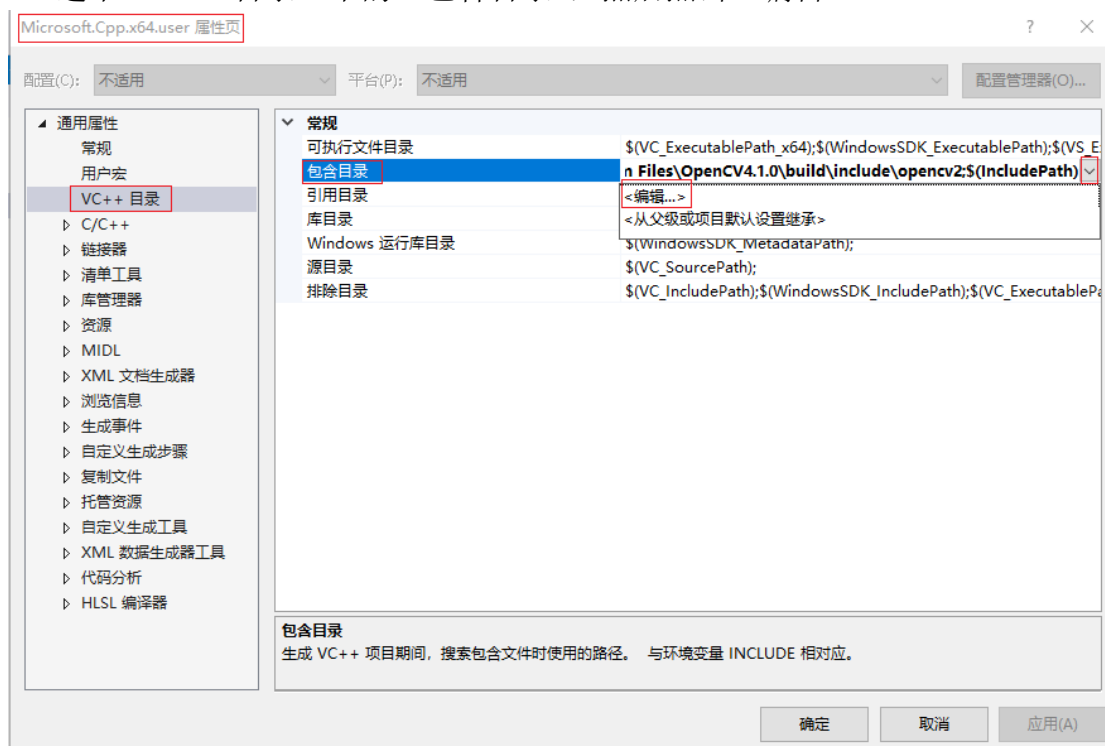 Microsoft.Cpp.x64.user 属性页
配置(C): 不适用 平台(P): 不适用 配置管理器(O)...
通用属性
常规
用户宏
VC++ 目录
C/C++
链接器
清单工具
库管理器
资源
MIDL
XML 文档生成器
浏览信息
生成事件
自定义生成步骤
复制文件
托管资源
自定义生成工具
XML 数据生成器工具
代码分析
HLSL 编译器
常规
可执行文件目录 $(VC_ExecutablePath_x64);$(WindowsSDK_ExecutablePath);$(VS_E
包含目录 n Files\OpenCV4.1.0\build\include\opencv2;$(IncludePath)
引用目录 <编辑...>
库目录 <从父级或项目默认设置继承>
Windows 运行库目录 $(WindowsSDK_MetadataPath);
源目录 $(VC_SourcePath);
排除目录 $(VC_IncludePath);$(WindowsSDK_IncludePath);$(VC_ExecutablePa
包含目录
生成 VC++ 项目期间，搜索包含文件时使用的路径。 与环境变量 INCLUDE 相对应。
确定 取消 应用(A)